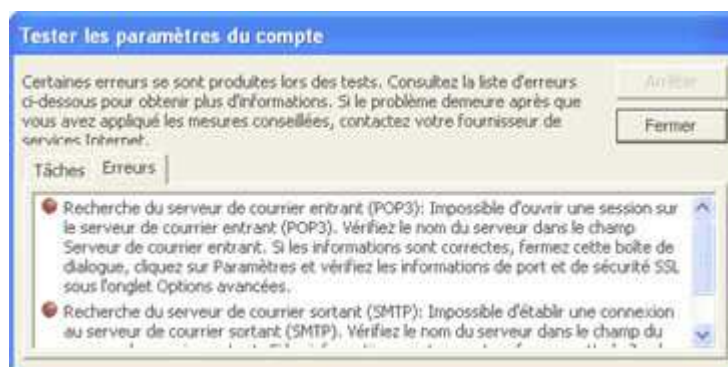 Tester les paramètres du compte
Certaines erreurs se sont produites lors des tests. Consultez la liste d'erreurs
ci-dessous pour obtenir plus d'informations. Si le problème demeure après que
vous avez appliqué les mesures conseillées, contactez votre fournisseur de
services Internet.
Arrêter
Fermer
Tâches Erreurs
Recherche du serveur de courrier entrant (POP3): Impossible d'ouvrir une session sur
le serveur de courrier entrant (POP3). Vérifiez le nom du serveur dans le champ
Serveur de courrier entrant. Si les informations sont correctes, fermez cette boîte de
dialogue, cliquez sur Paramètres et vérifiez les informations de port et de sécurité SSL
sous l'onglet Options avancées.
Recherche du serveur de courrier sortant (SMTP): Impossible d'établir une connexion
au serveur de courrier sortant (SMTP). Vérifiez le nom du serveur dans le champ du